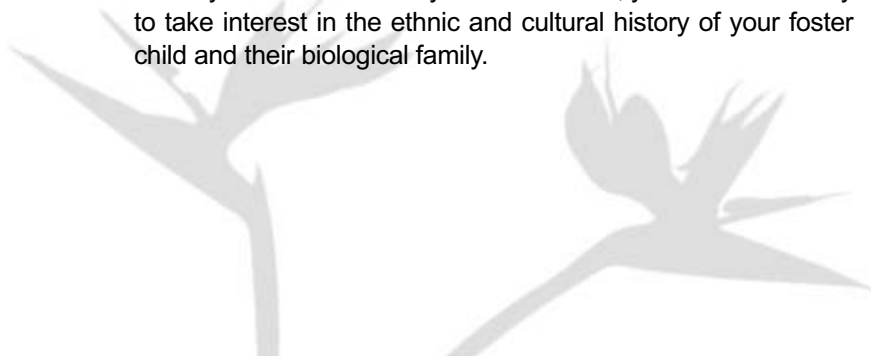 to take interest in the ethnic and cultural history of your foster
child and their biological family.